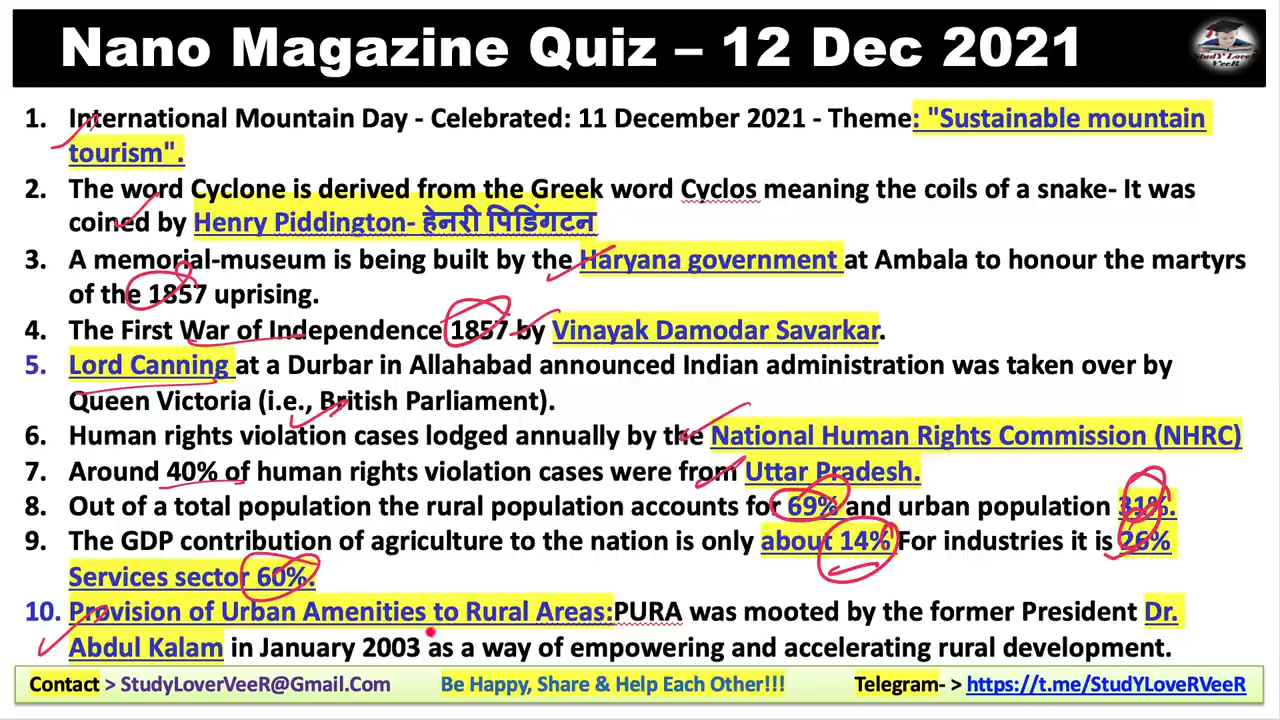 Nano Magazine Quiz – 12 Dec 2021
StudY LoveR
VeeR
1. International Mountain Day - Celebrated: 11 December 2021 - Theme: "Sustainable mountain
tourism".
2. The word Cyclone is derived from the Greek word Cyclos meaning the coils of a snake- It was
coined by Henry Piddington- हेनरी पिडिंगटन
3. A memorial-museum is being built by the Haryana government at Ambala to honour the martyrs
of the 1857 uprising.
4. The First War of Independence 1857 by Vinayak Damodar Savarkar.
5. Lord Canning at a Durbar in Allahabad announced Indian administration was taken over by
Queen Victoria (i.e., British Parliament).
6. Human rights violation cases lodged annually by the National Human Rights Commission (NHRC)
7. Around 40% of human rights violation cases were from Uttar Pradesh.
8. Out of a total population the rural population accounts for 69% and urban population 31%.
9. The GDP contribution of agriculture to the nation is only about 14% For industries it is 26%
Services sector 60%.
10. Provision of Urban Amenities to Rural Areas:PURA was mooted by the former President Dr.
Abdul Kalam in January 2003 as a way of empowering and accelerating rural development.
Contact > StudyLoverVeeR@Gmail.Com Be Happy, Share & Help Each Other!!! Telegram- > https://t.me/StudYLoveRVeeR